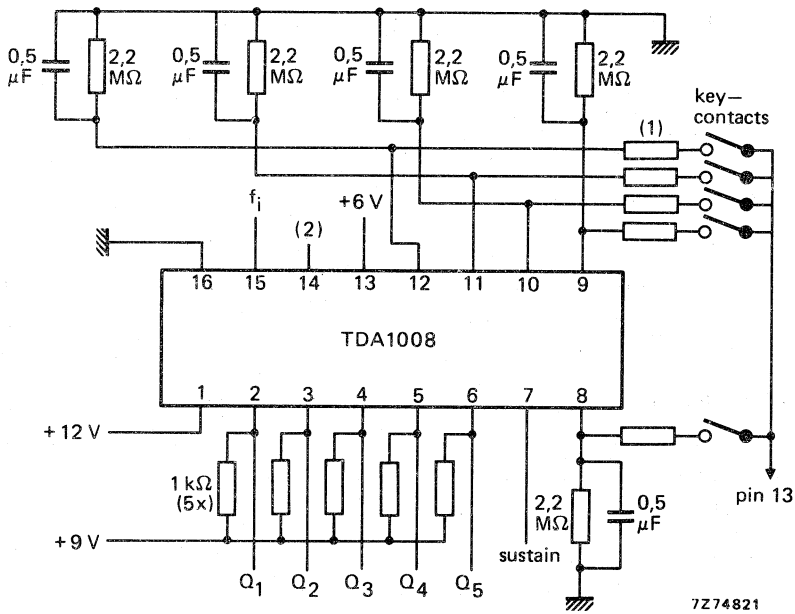 0,5 μF
2,2 MΩ
0,5 μF
2,2 MΩ
0,5 μF
2,2 MΩ
0,5 μF
2,2 MΩ
key—
contacts
(1)
fi
(2)
+6 V
16 15 14 13 12 11 10 9
TDA1008
1 2 3 4 5 6 7 8
+12 V
1 kΩ
(5x)
+9 V
Q1 Q2 Q3 Q4 Q5
sustain
2,2 MΩ
0,5 μF
pin 13
7Z74821